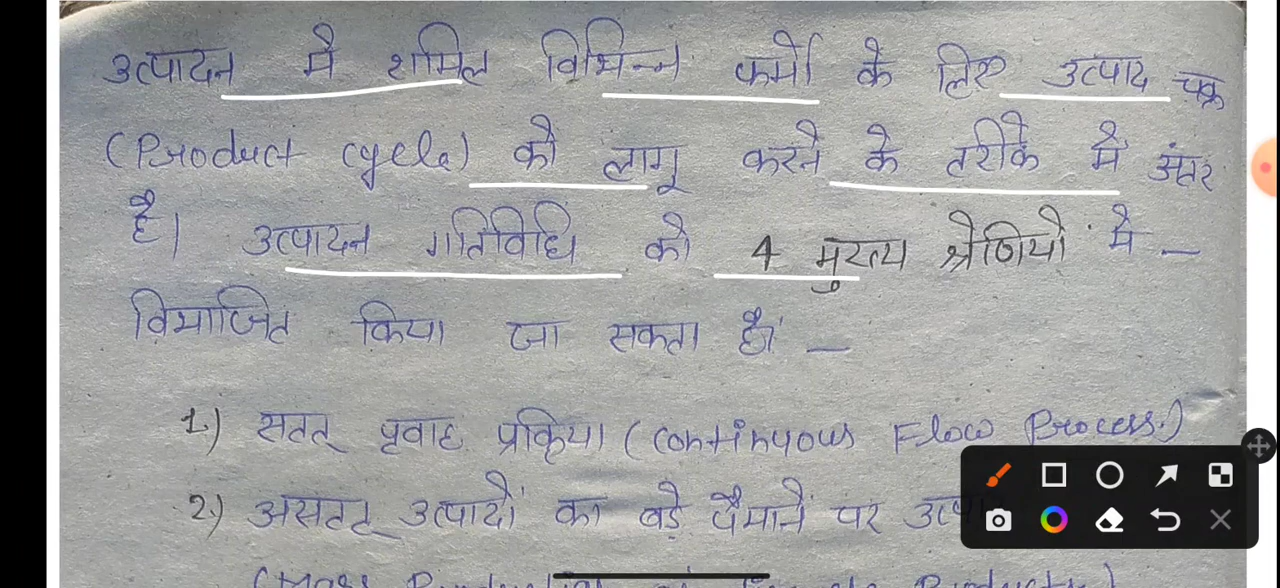 उत्पादन मे शामिल विभिन्न फर्मो के लिए उत्पाद चक्र
(Product cycle) को लागू करने के तरीके मे अंतर
है। उत्पादन गतिविधि को 4 मुख्य श्रेणियो मे _
विभाजित किया जा सकता है। _
1.) सतत् प्रवाह प्रक्रिया (Continuous Flow Process.)
2.) असतत् उत्पादों का बड़े पैमाने पर
(Mass